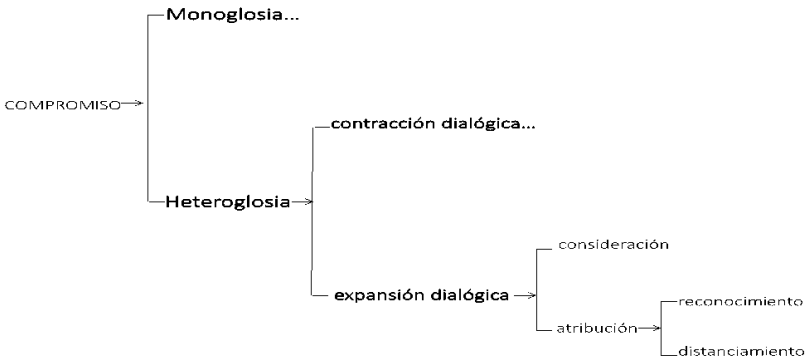 Monoglosia...
COMPROMISO
contracción dialógica...
Heteroglosia
consideración
expansión dialógica
reconocimiento
atribución
distanciamiento